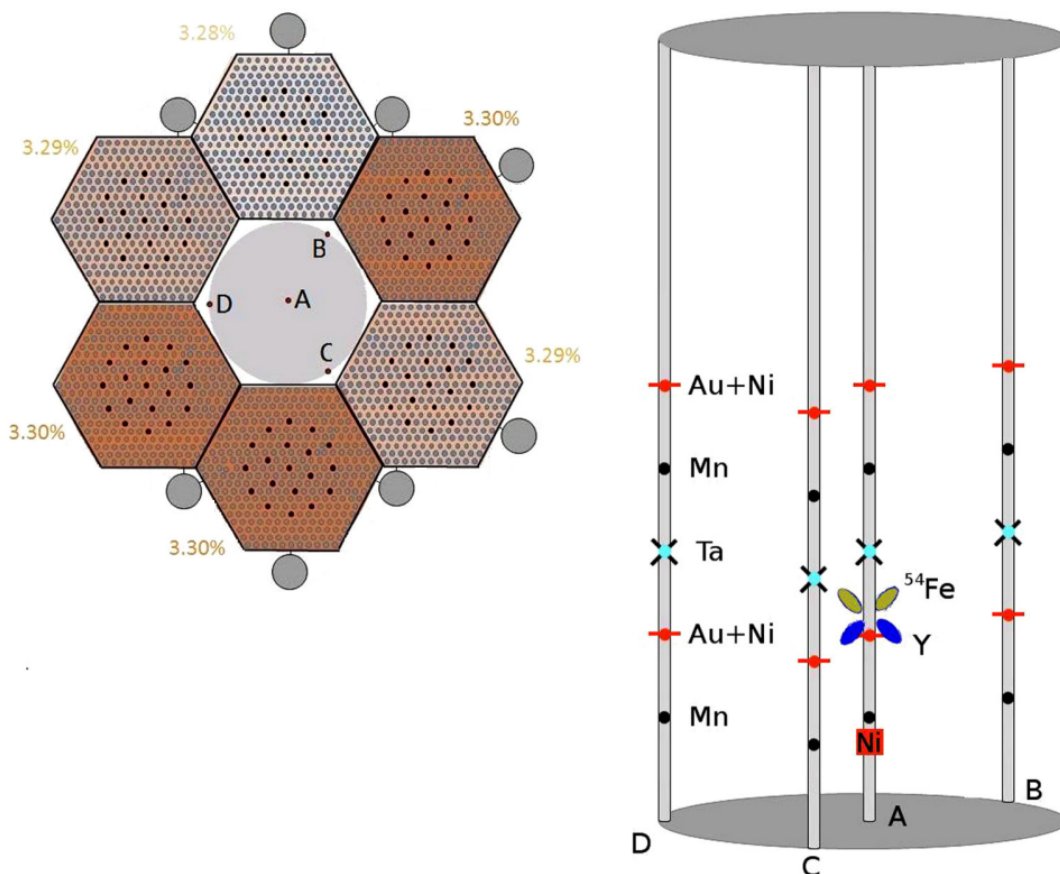 3.28%
3.30%
3.29%
B
D
A
C
3.29%
3.30%
3.30%
Au+Ni
Mn
Ta
⁵⁴Fe
Au+Ni
Y
Mn
Ni
B
A
D
C